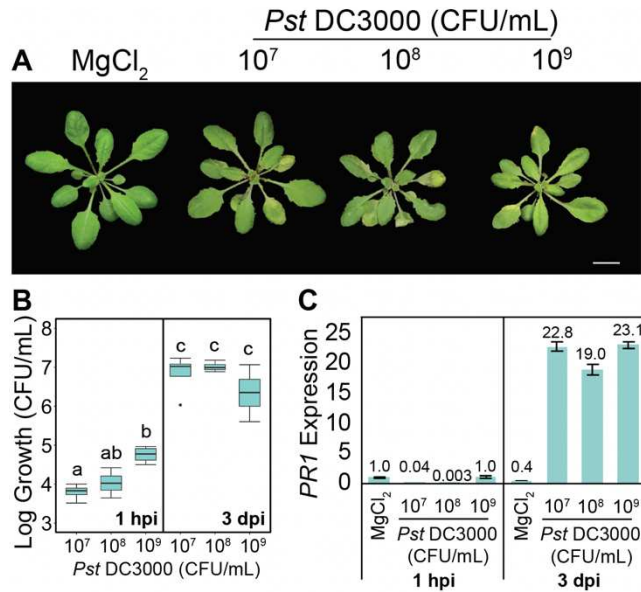 Pst DC3000 (CFU/mL)
A MgCl2 10^7 10^8 10^9
B
Log Growth (CFU/mL)
7
6
5
4
3
a ab b c c c
1 hpi 3 dpi
10^7 10^8 10^9 10^7 10^8 10^9
Pst DC3000 (CFU/mL)
C
PR1 Expression
25
20
15
10
5
0
1.0 0.04 0.003 1.0 0.4 22.8 19.0 23.1
MgCl2 10^7 10^8 10^9 MgCl2 10^7 10^8 10^9
Pst DC3000 Pst DC3000
(CFU/mL) (CFU/mL)
1 hpi 3 dpi